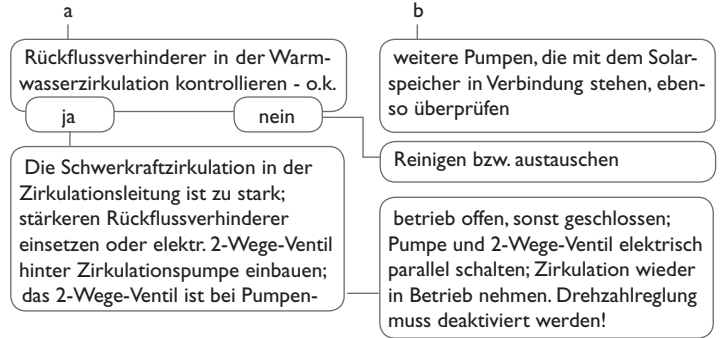 a
Rückflussverhinderer in der Warm-
wasserzirkulation kontrollieren - o.k.
ja
nein
Die Schwerkraftzirkulation in der
Zirkulationsleitung ist zu stark;
stärkeren Rückflussverhinderer
einsetzen oder elektr. 2-Wege-Ventil
hinter Zirkulationspumpe einbauen;
das 2-Wege-Ventil ist bei Pumpen-
b
weitere Pumpen, die mit dem Solar-
speicher in Verbindung stehen, eben-
so überprüfen
Reinigen bzw. austauschen
betrieb offen, sonst geschlossen;
Pumpe und 2-Wege-Ventil elektrisch
parallel schalten; Zirkulation wieder
in Betrieb nehmen. Drehzahlreglung
muss deaktiviert werden!